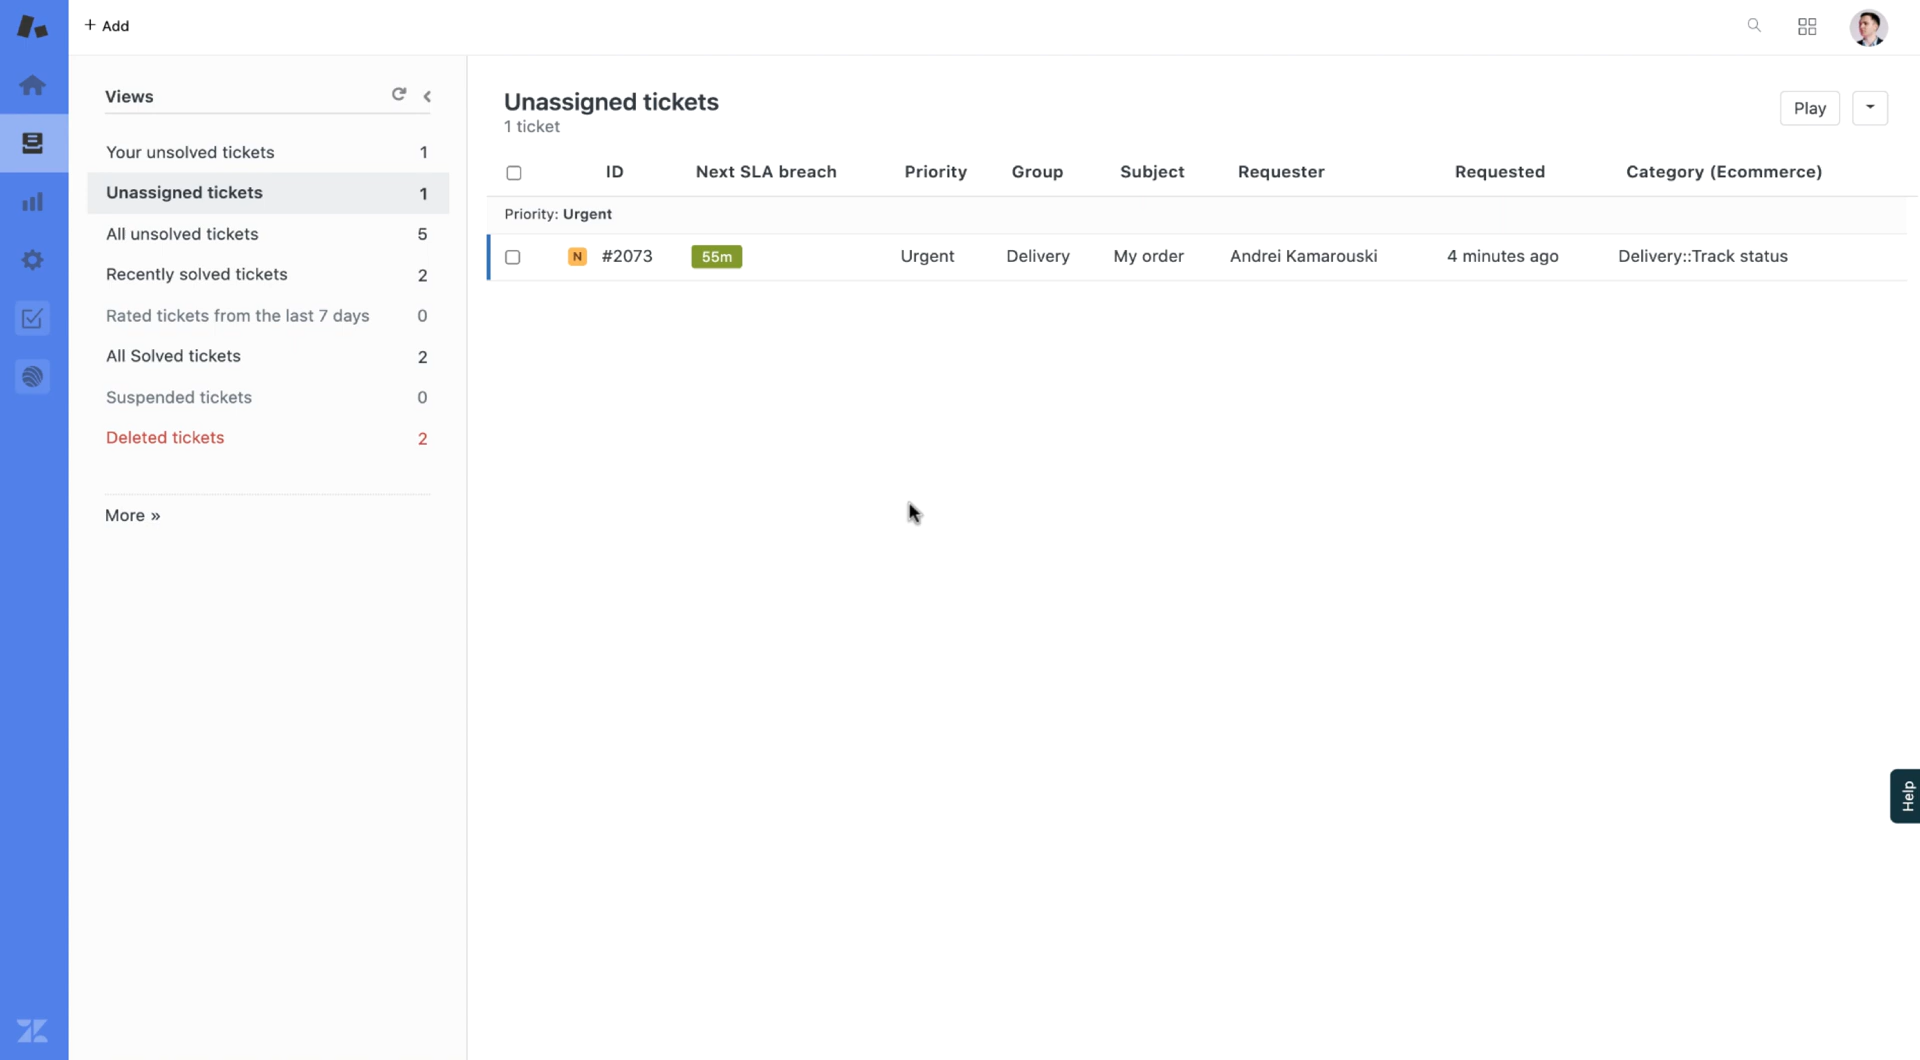 + Add
Views
Your unsolved tickets 1
Unassigned tickets 1
All unsolved tickets 5
Recently solved tickets 2
Rated tickets from the last 7 days 0
All Solved tickets 2
Suspended tickets 0
Deleted tickets 2
More »
Unassigned tickets
1 ticket
Play
ID Next SLA breach Priority Group Subject Requester Requested Category (Ecommerce)
Priority: Urgent
N #2073 55m Urgent Delivery My order Andrei Kamarouski 4 minutes ago Delivery::Track status
Help